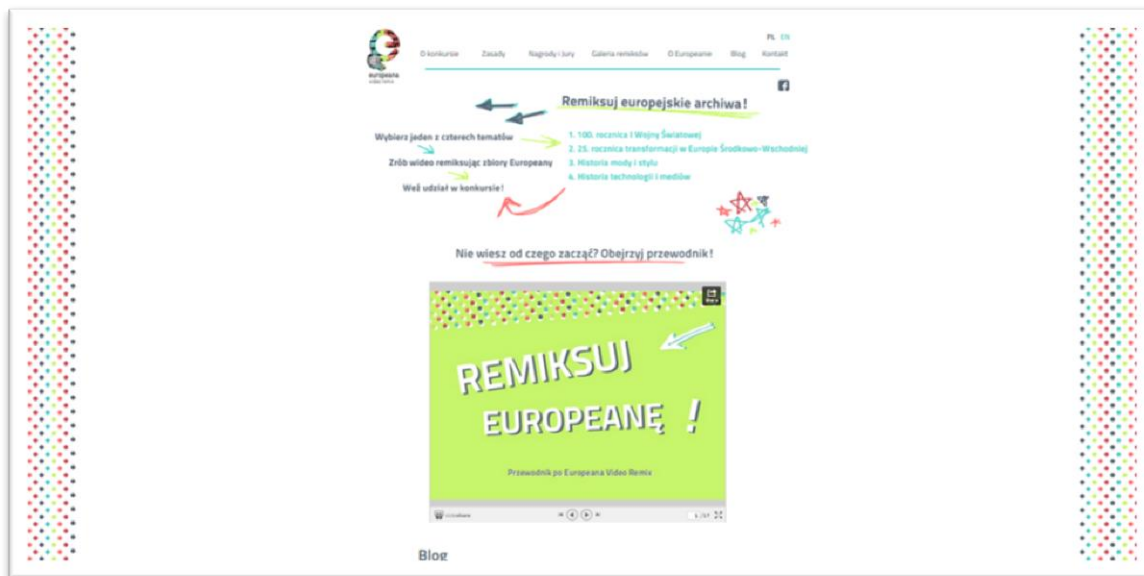 PL EN
O konkursie Zasady Nagrody i Jury Galeria remiksów O Europeanie Blog Kontakt
europeana
Remiksuj europejskie archiwa!
Wybierz jeden z czterech tematów
Zrób wideo remiksując zbiory Europeany
Weź udział w konkursie!
1. 100. rocznica I Wojny Światowej
2. 25. rocznica transformacji w Europie Środkowo-Wschodniej
3. Historia mody i stylu
4. Historia technologii i mediów
Nie wiesz od czego zacząć? Obejrzyj przewodnik!
REMIKSUJ
EUROPEANĘ !
Przewodnik po Europeana Video Remix
Blog